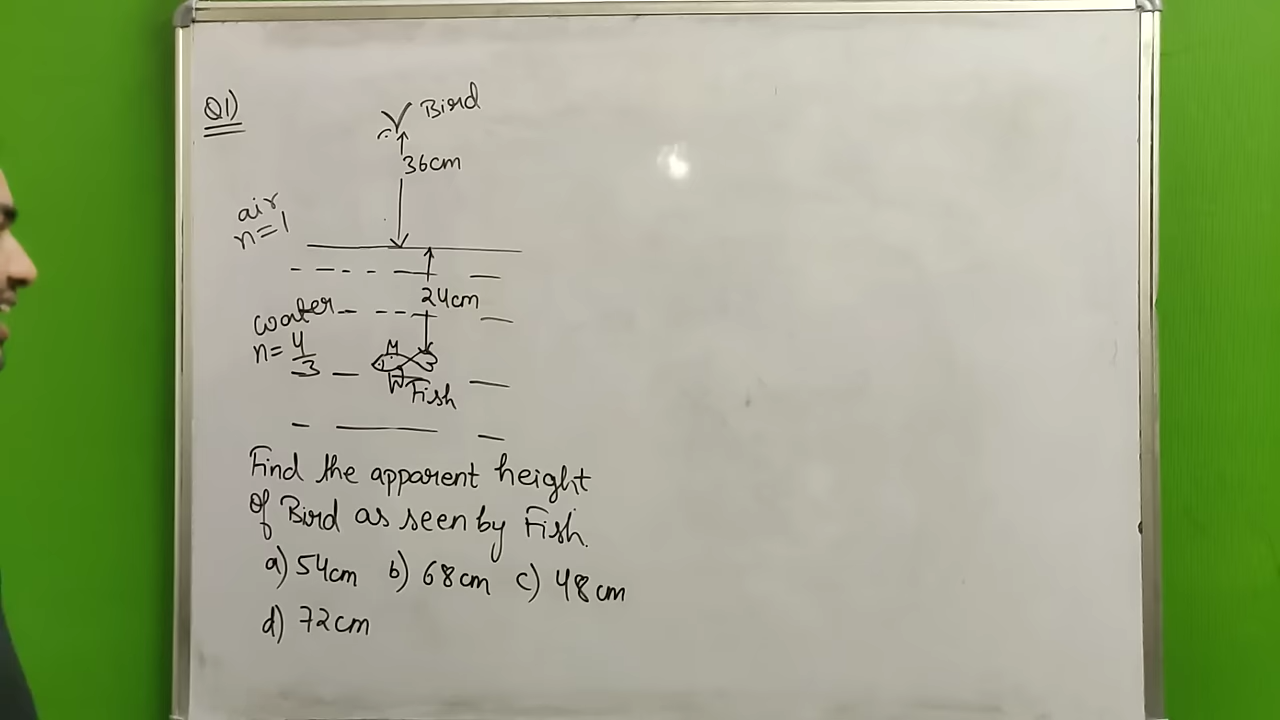 Q1)
Bird
36cm
air
n=1
24cm
water
n=4/3
Fish
Find the apparent height
of Bird as seen by Fish.
a) 54cm b) 68cm c) 48cm
d) 72cm